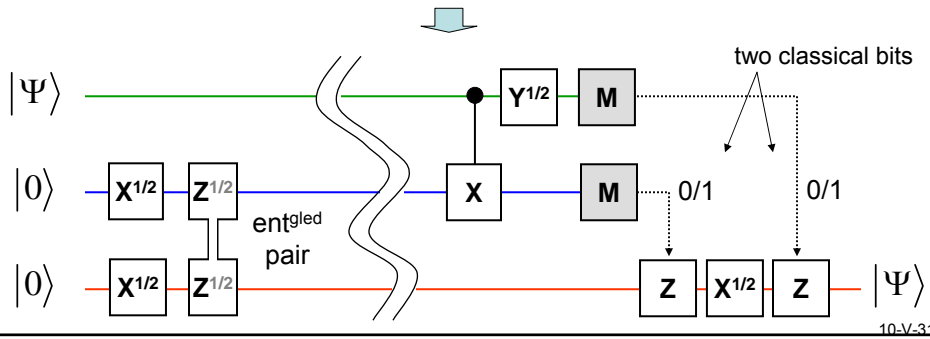 two classical bits
|Ψ⟩ Y1/2 M
|0⟩ X1/2 Z1/2 X M 0/1 0/1
entgled
pair
|0⟩ X1/2 Z1/2 Z X1/2 Z |Ψ⟩
10-V-31